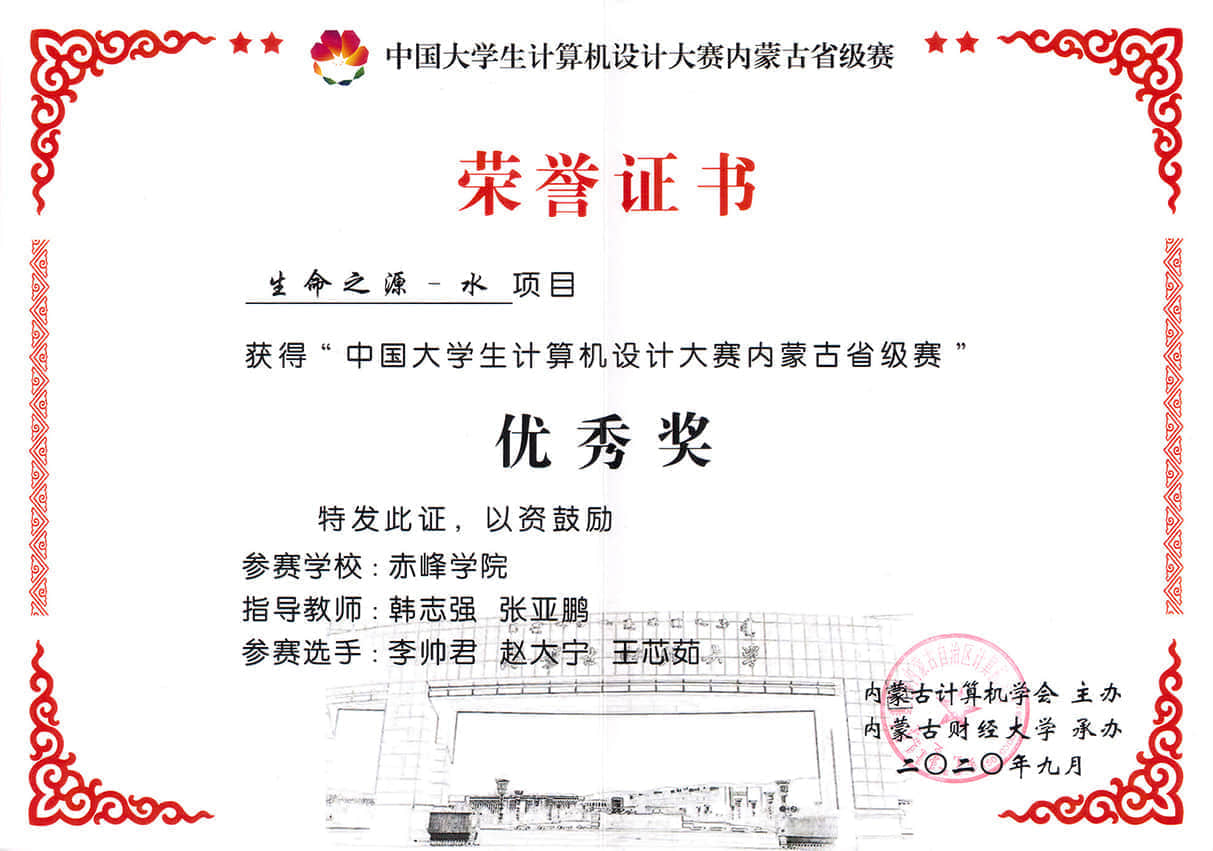 中国大学生计算机设计大赛内蒙古省级赛
荣誉证书
生命之源-水 项目
获得“中国大学生计算机设计大赛内蒙古省级赛”
优秀奖
特发此证，以资鼓励
参赛学校：赤峰学院
指导教师：韩志强 张亚鹏
参赛选手：李帅君 赵大宁 王芯茹
内蒙古计算机学会 主办
内蒙古财经大学 承办
二〇二〇年九月